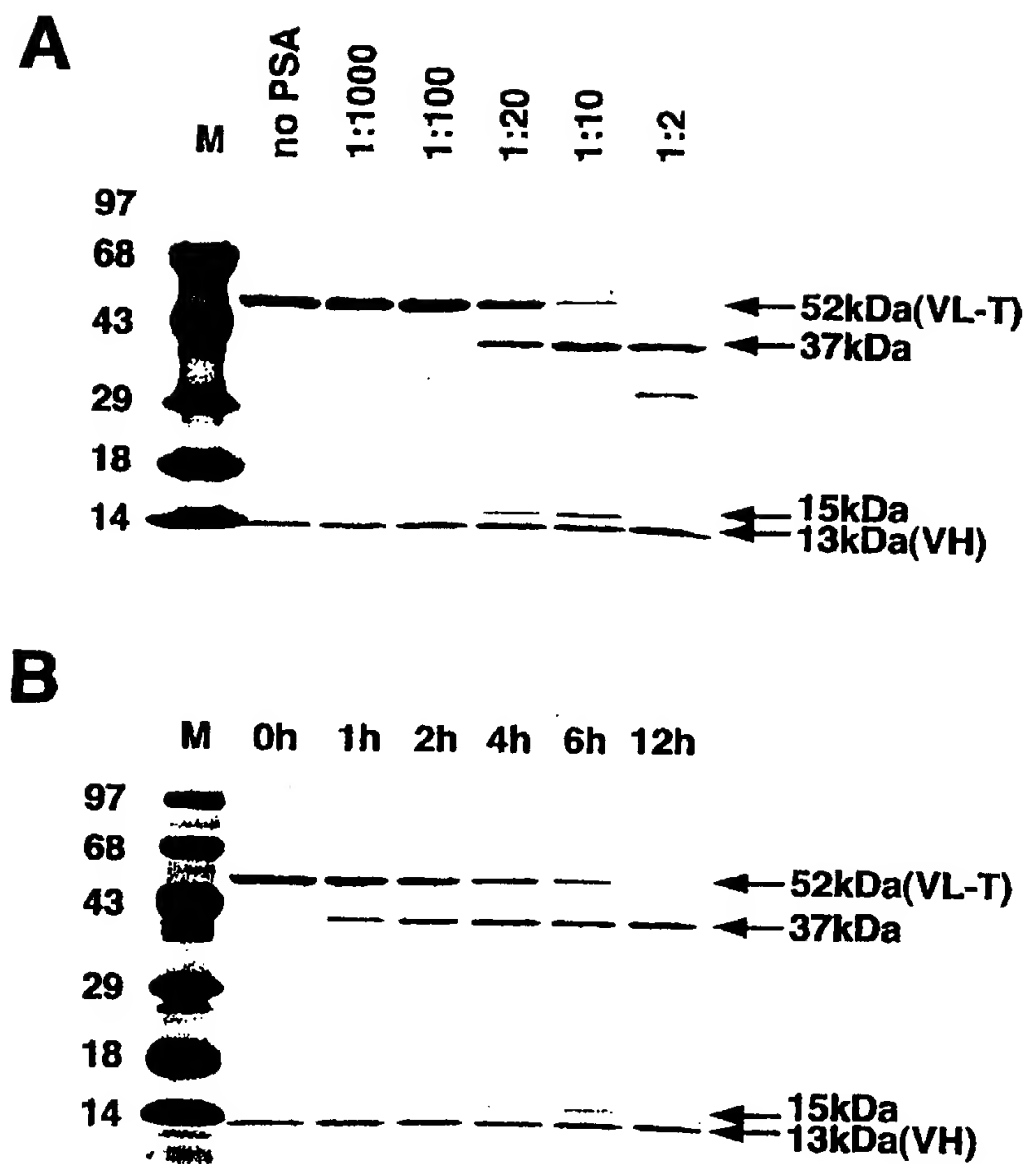 A
M no PSA 1:1000 1:100 1:20 1:10 1:2
97
68
52kDa(VL-T)
43
37kDa
29
18
14
15kDa
13kDa(VH)
B
M 0h 1h 2h 4h 6h 12h
97
68
52kDa(VL-T)
43
37kDa
29
18
14
15kDa
13kDa(VH)